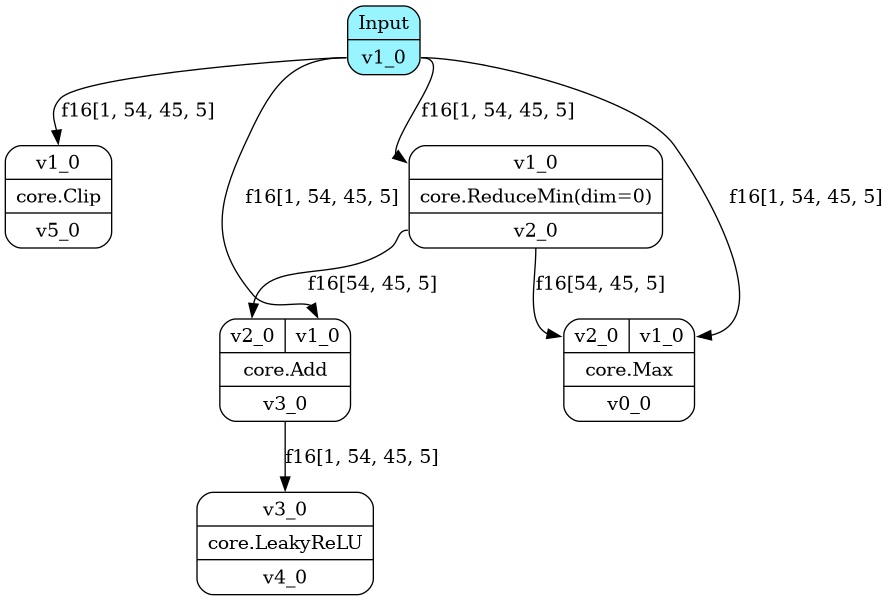 Input
v1_0
f16[1, 54, 45, 5]
f16[1, 54, 45, 5]
v1_0
core.Clip
v5_0
f16[1, 54, 45, 5]
v1_0
core.ReduceMin(dim=0)
v2_0
f16[1, 54, 45, 5]
f16[54, 45, 5]
f16[54, 45, 5]
v2_0 v1_0
core.Add
v3_0
v2_0 v1_0
core.Max
v0_0
f16[1, 54, 45, 5]
v3_0
core.LeakyReLU
v4_0